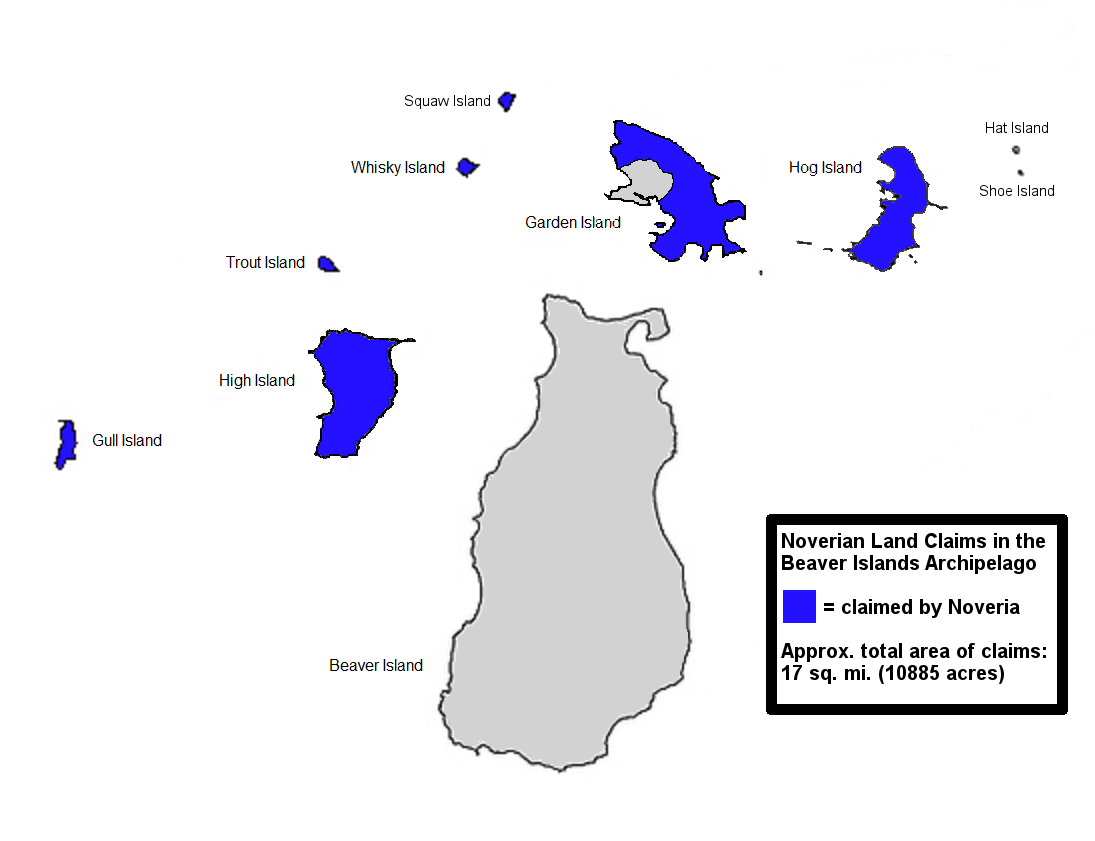 Squaw Island
Hat Island
Whisky Island
Hog Island
Shoe Island
Garden Island
Trout Island
High Island
Gull Island
Noverian Land Claims in the
Beaver Islands Archipelago
= claimed by Noveria
Approx. total area of claims:
17 sq. mi. (10885 acres)
Beaver Island